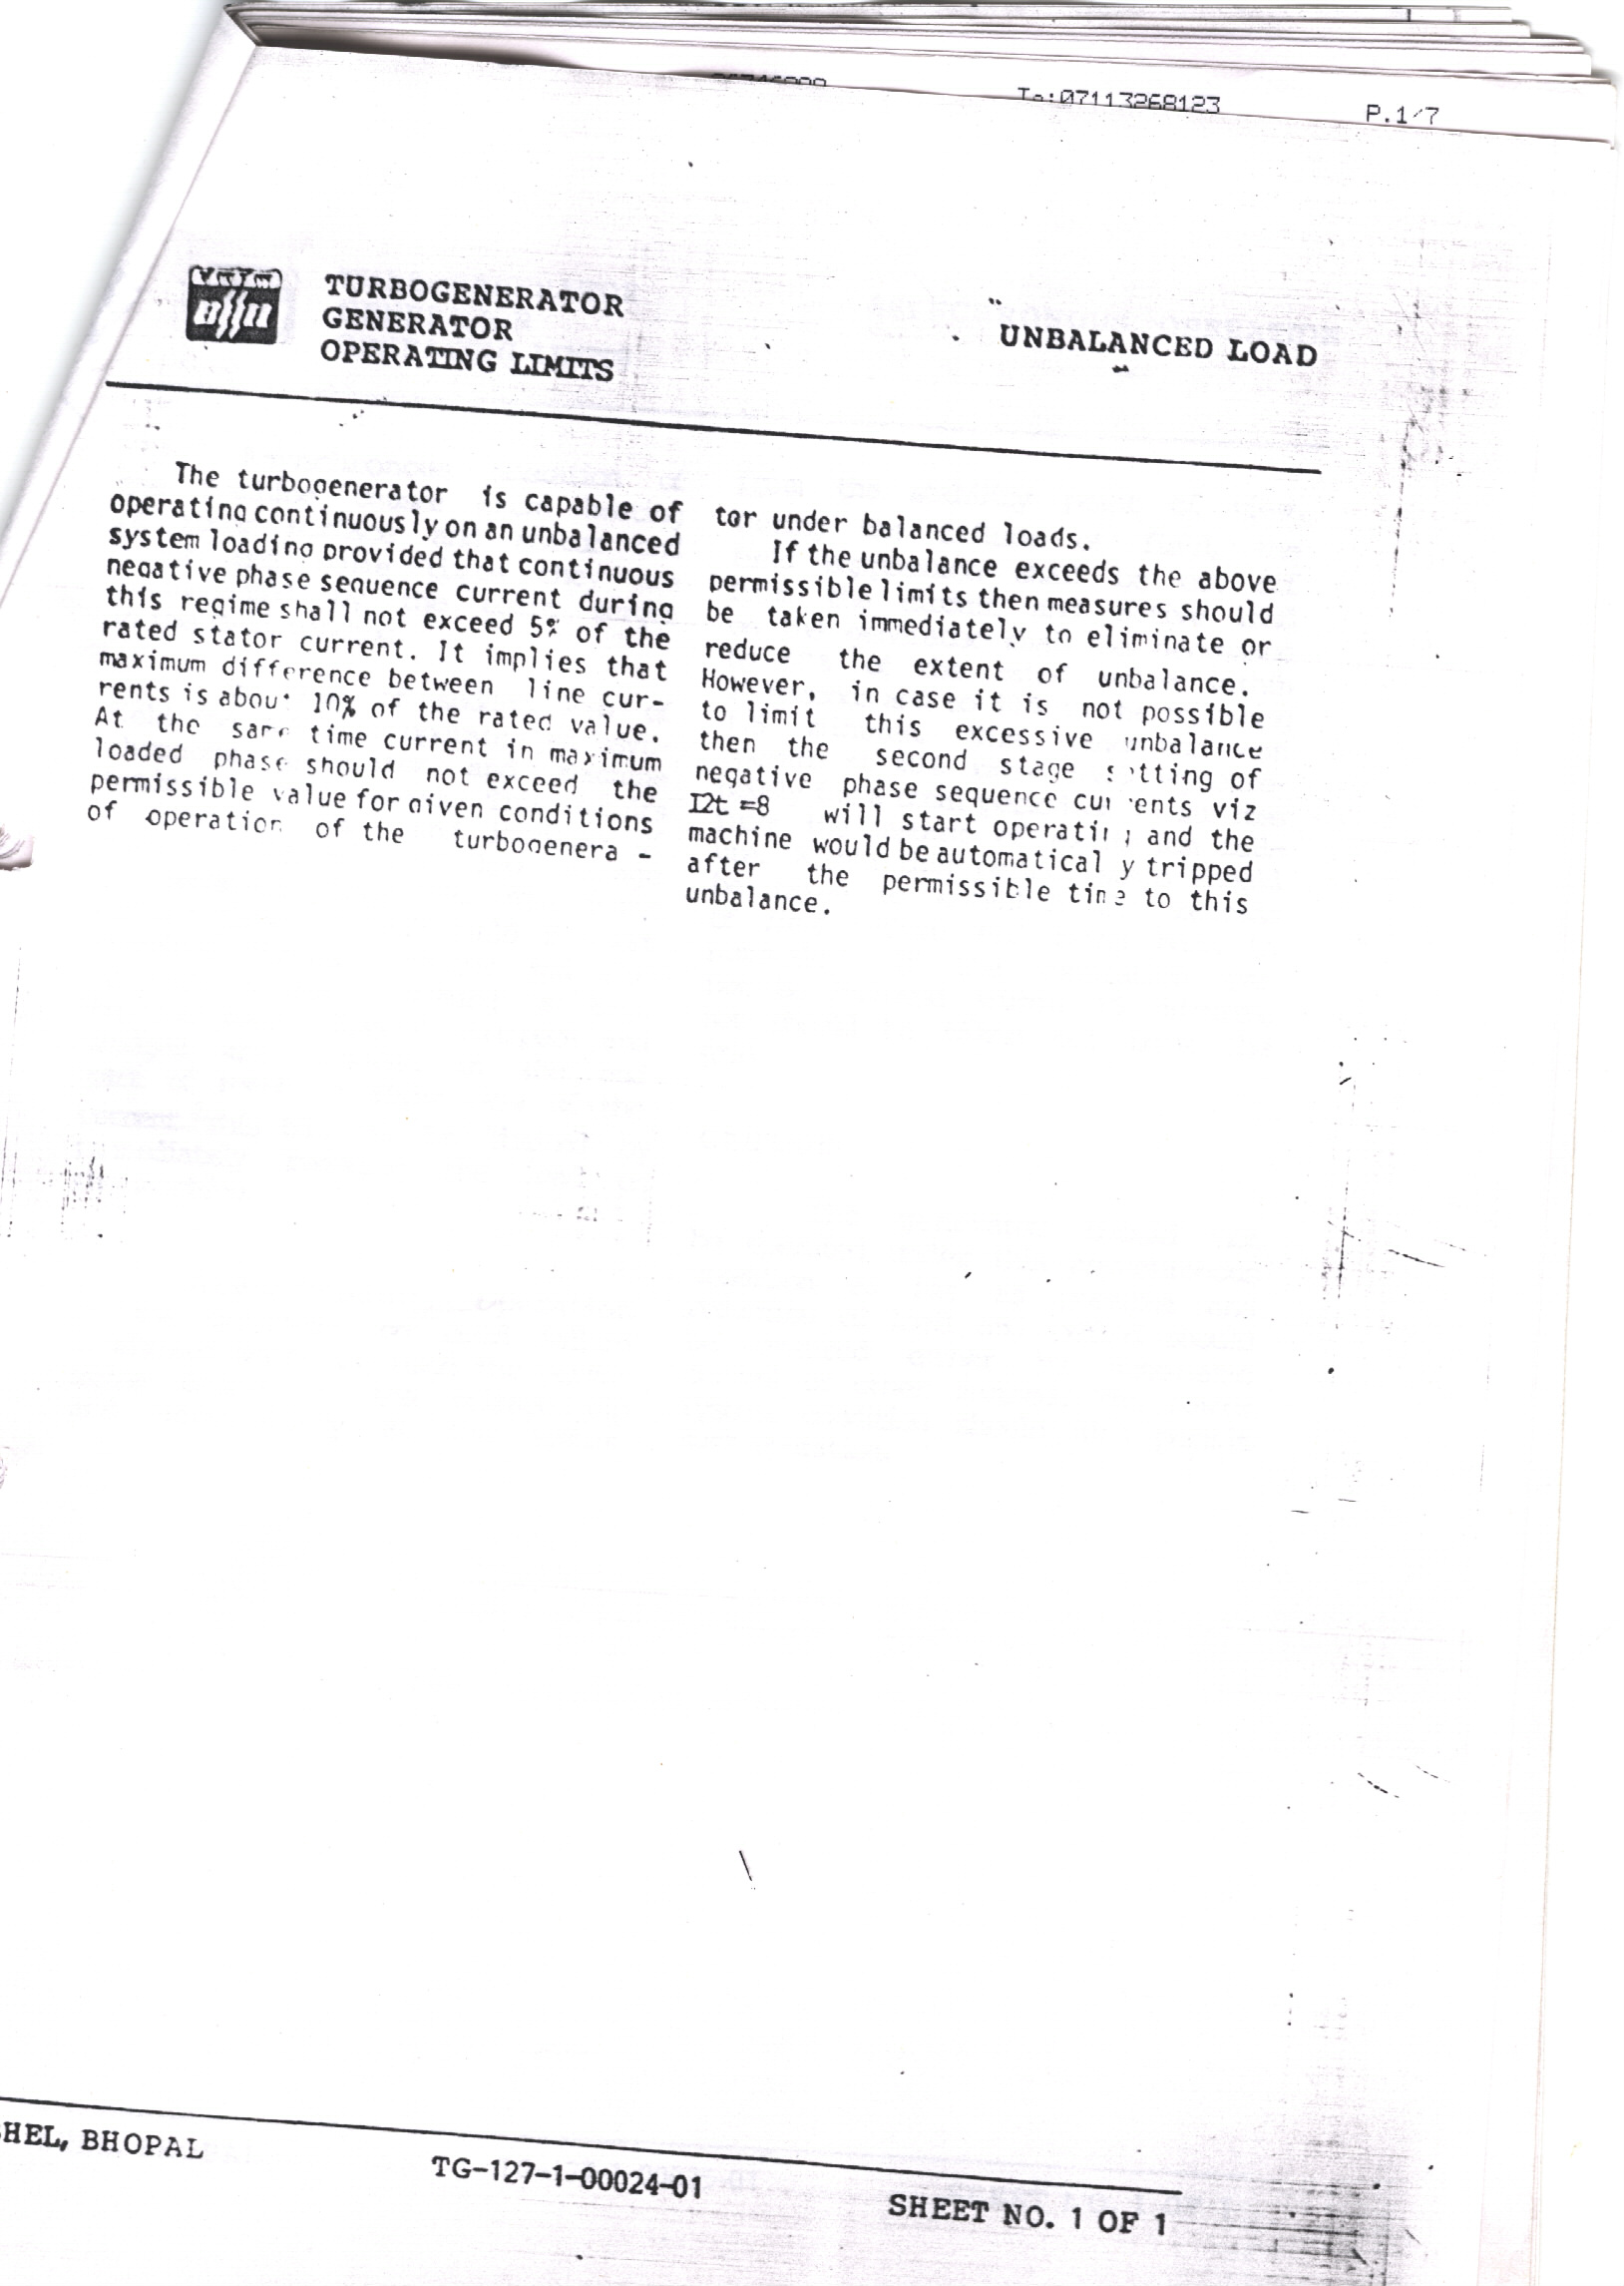 To:07113268123
P.1/7
TURBOGENERATOR
GENERATOR
OPERATING LIMITS
UNBALANCED LOAD
The turbogenerator is capable of
operating continuously on an unbalanced
system loading provided that continuous
negative phase sequence current during
this regime shall not exceed 5% of the
rated stator current. It implies that
maximum difference between line cur-
rents is about 10% of the rated value.
At the same time current in maximum
loaded phase should not exceed the
permissible value for given conditions
of operation of the turbogenera -
tor under balanced loads.
If the unbalance exceeds the above
permissible limits then measures should
be taken immediately to eliminate or
reduce the extent of unbalance.
However, in case it is not possible
to limit this excessive unbalance
then the second stage setting of
negative phase sequence currents viz
I2t =8 will start operating and the
machine would be automatically tripped
after the permissible time to this
unbalance.
HEL, BHOPAL
TG-127-1-00024-01
SHEET NO. 1 OF 1